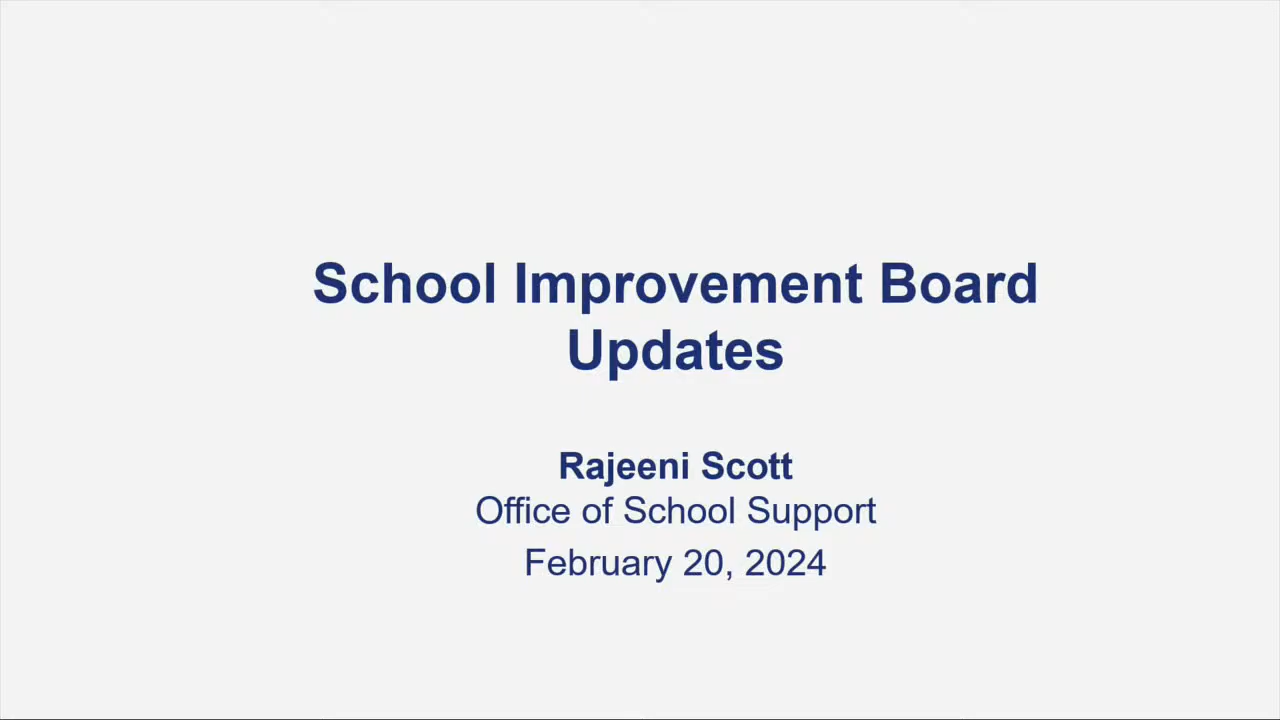 School Improvement Board
Updates
Rajeeni Scott
Office of School Support
February 20, 2024